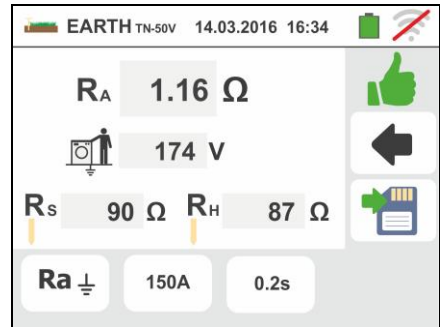 EARTH TN-50V 14.03.2016 16:34
RA 1.16 Ω
174 V
RS 90 Ω RH 87 Ω
Ra 150A 0.2s